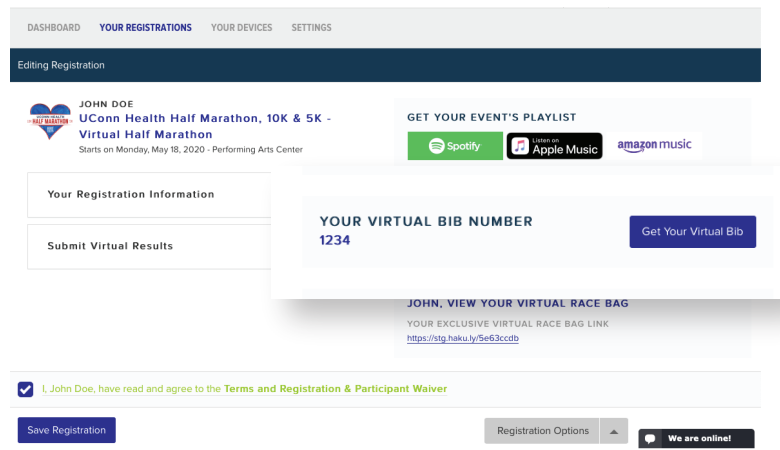 DASHBOARD YOUR REGISTRATIONS YOUR DEVICES SETTINGS
Editing Registration
UCONN HEALTH
HALF MARATHON
JOHN DOE
UConn Health Half Marathon, 10K & 5K -
Virtual Half Marathon
Starts on Monday, May 18, 2020 - Performing Arts Center
GET YOUR EVENT'S PLAYLIST
Spotify
Listen on
Apple Music
amazon music
Your Registration Information
Submit Virtual Results
YOUR VIRTUAL BIB NUMBER
1234
Get Your Virtual Bib
JOHN, VIEW YOUR VIRTUAL RACE BAG
YOUR EXCLUSIVE VIRTUAL RACE BAG LINK
https://stg.haku.ly/5e63ccdb
I, John Doe, have read and agree to the Terms and Registration & Participant Waiver
Save Registration
Registration Options
We are online!